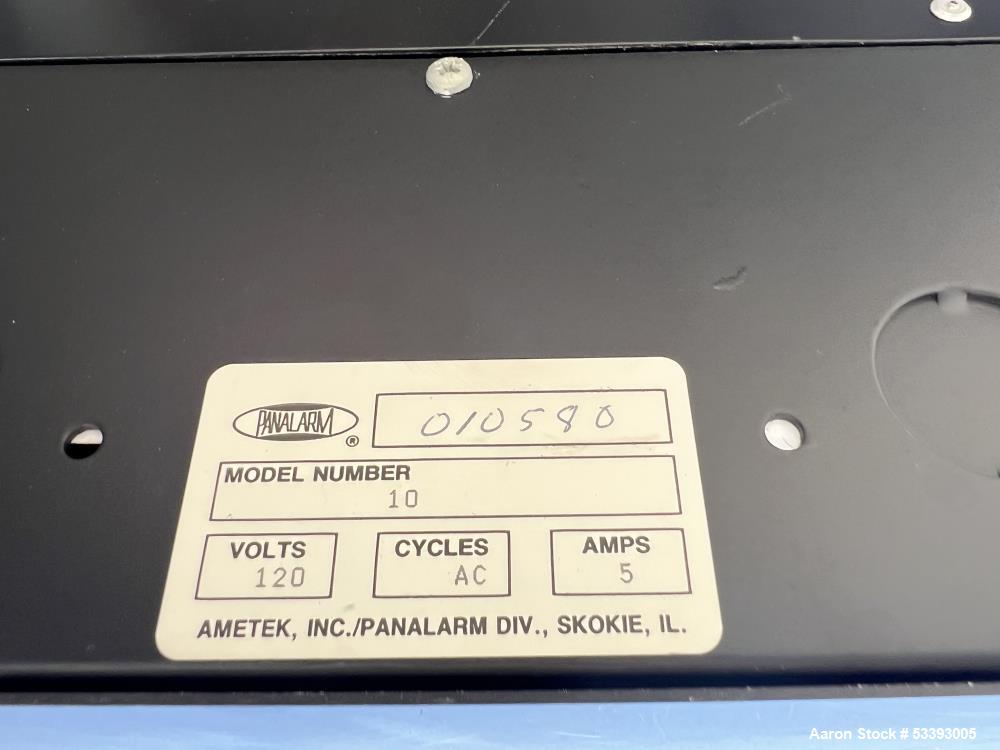 PANALARM ® 010580
MODEL NUMBER
10
VOLTS CYCLES AMPS
120 AC 5
AMETEK, INC./PANALARM DIV., SKOKIE, IL.
Aaron Stock # 53393005